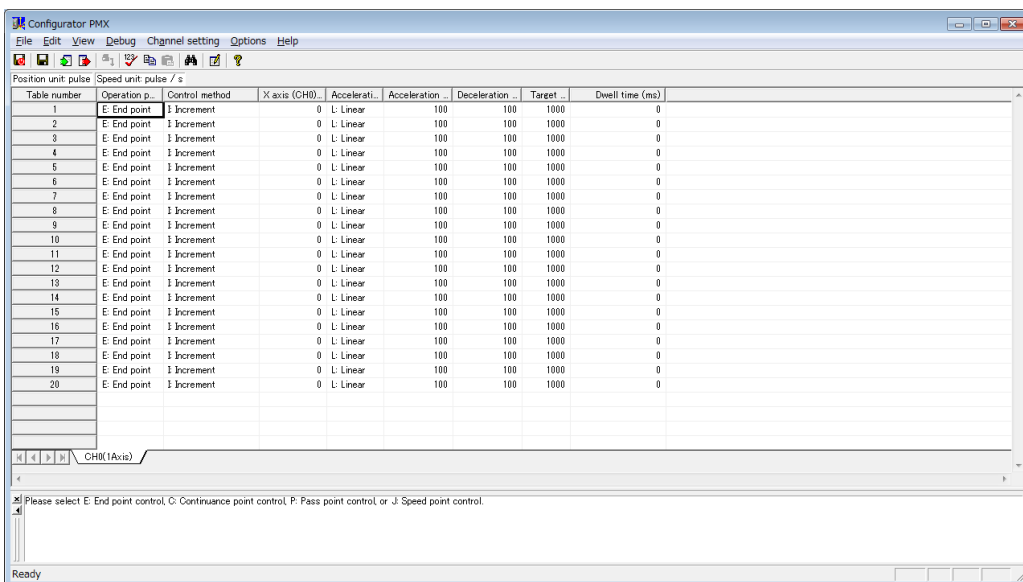 Configurator PMX
File Edit View Debug Channel setting Options Help
Position unit: pulse Speed unit: pulse / s
Table number Operation p... Control method X axis (CH0)... Accelerati... Acceleration ... Deceleration ... Target ... Dwell time (ms)
1 E: End point I: Increment 0 L: Linear 100 100 1000 0
2 E: End point I: Increment 0 L: Linear 100 100 1000 0
3 E: End point I: Increment 0 L: Linear 100 100 1000 0
4 E: End point I: Increment 0 L: Linear 100 100 1000 0
5 E: End point I: Increment 0 L: Linear 100 100 1000 0
6 E: End point I: Increment 0 L: Linear 100 100 1000 0
7 E: End point I: Increment 0 L: Linear 100 100 1000 0
8 E: End point I: Increment 0 L: Linear 100 100 1000 0
9 E: End point I: Increment 0 L: Linear 100 100 1000 0
10 E: End point I: Increment 0 L: Linear 100 100 1000 0
11 E: End point I: Increment 0 L: Linear 100 100 1000 0
12 E: End point I: Increment 0 L: Linear 100 100 1000 0
13 E: End point I: Increment 0 L: Linear 100 100 1000 0
14 E: End point I: Increment 0 L: Linear 100 100 1000 0
15 E: End point I: Increment 0 L: Linear 100 100 1000 0
16 E: End point I: Increment 0 L: Linear 100 100 1000 0
17 E: End point I: Increment 0 L: Linear 100 100 1000 0
18 E: End point I: Increment 0 L: Linear 100 100 1000 0
19 E: End point I: Increment 0 L: Linear 100 100 1000 0
20 E: End point I: Increment 0 L: Linear 100 100 1000 0
CH0(1Axis)
Please select E: End point control, C: Continuance point control, P: Pass point control, or J: Speed point control.
Ready